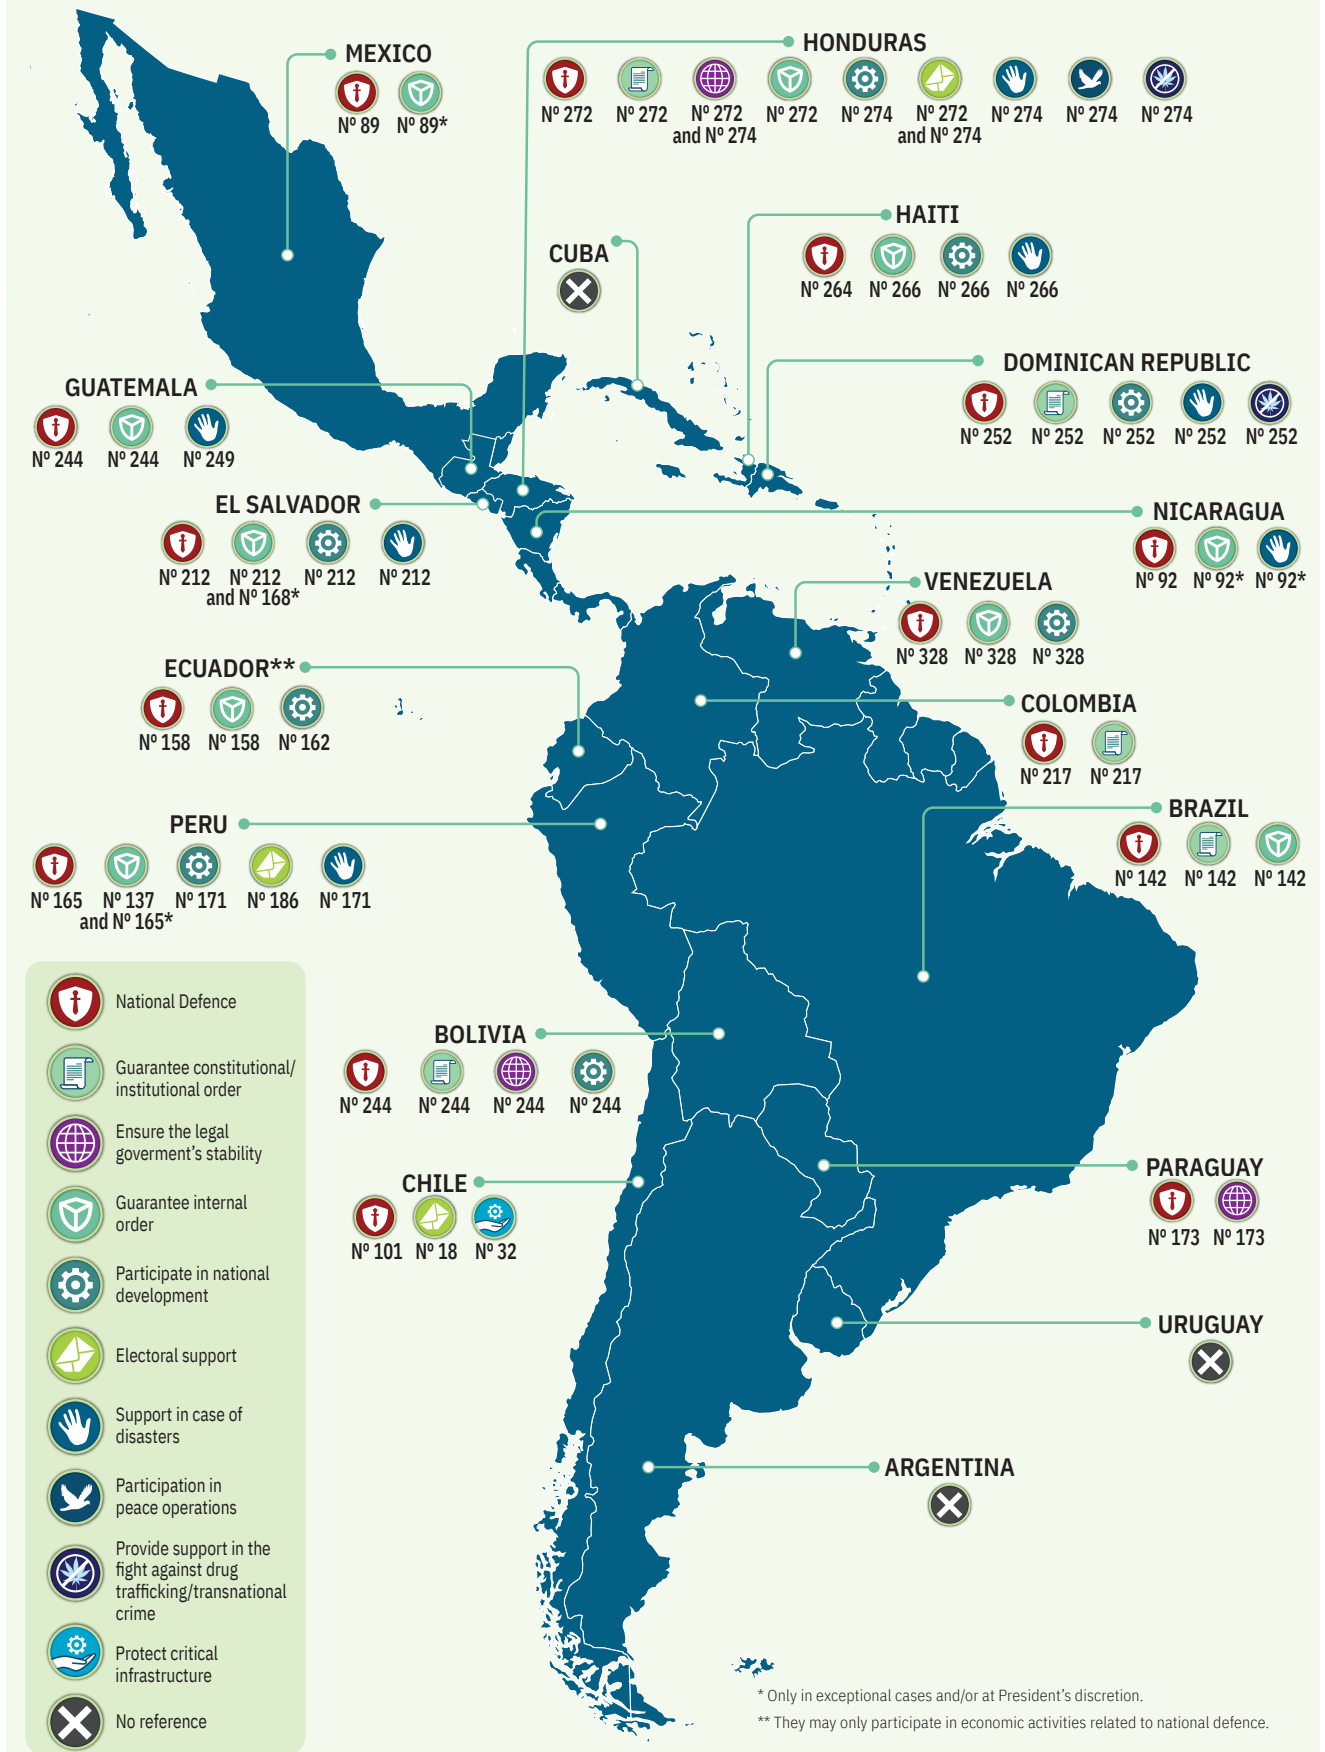 MEXICO
Nº 89 Nº 89*
HONDURAS
Nº 272 Nº 272 Nº 272 Nº 272 Nº 274 Nº 272 Nº 274 Nº 274 Nº 274
and Nº 274 and Nº 274
HAITI
Nº 264 Nº 266 Nº 266 Nº 266
CUBA
DOMINICAN REPUBLIC
Nº 252 Nº 252 Nº 252 Nº 252 Nº 252
GUATEMALA
Nº 244 Nº 244 Nº 249
EL SALVADOR
Nº 212 Nº 212 Nº 212 Nº 212
and Nº 168*
NICARAGUA
Nº 92 Nº 92* Nº 92*
VENEZUELA
Nº 328 Nº 328 Nº 328
ECUADOR**
Nº 158 Nº 158 Nº 162
COLOMBIA
Nº 217 Nº 217
BRAZIL
Nº 142 Nº 142 Nº 142
PERU
Nº 165 Nº 137 Nº 171 Nº 186 Nº 171
and Nº 165*
BOLIVIA
Nº 244 Nº 244 Nº 244 Nº 244
CHILE
Nº 101 Nº 18 Nº 32
PARAGUAY
Nº 173 Nº 173
URUGUAY
ARGENTINA
National Defence
Guarantee constitutional/
institutional order
Ensure the legal
goverment's stability
Guarantee internal
order
Participate in national
development
Electoral support
Support in case of
disasters
Participation in
peace operations
Provide support in the
fight against drug
trafficking/transnational
crime
Protect critical
infrastructure
No reference
* Only in exceptional cases and/or at President's discretion.
** They may only participate in economic activities related to national defence.